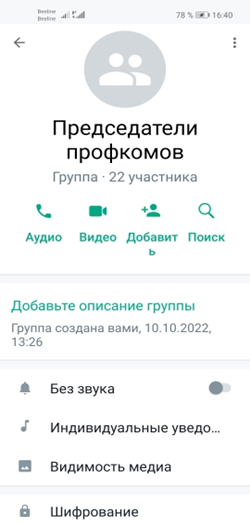 Beeline
Beeline
78 % 16:40
Председатели
профкомов
Группа · 22 участника
Аудио Видео Добавит Поиск
ь
Добавьте описание группы
Группа создана вами, 10.10.2022,
13:26
Без звука
Индивидуальные уведо...
Видимость медиа
Шифрование